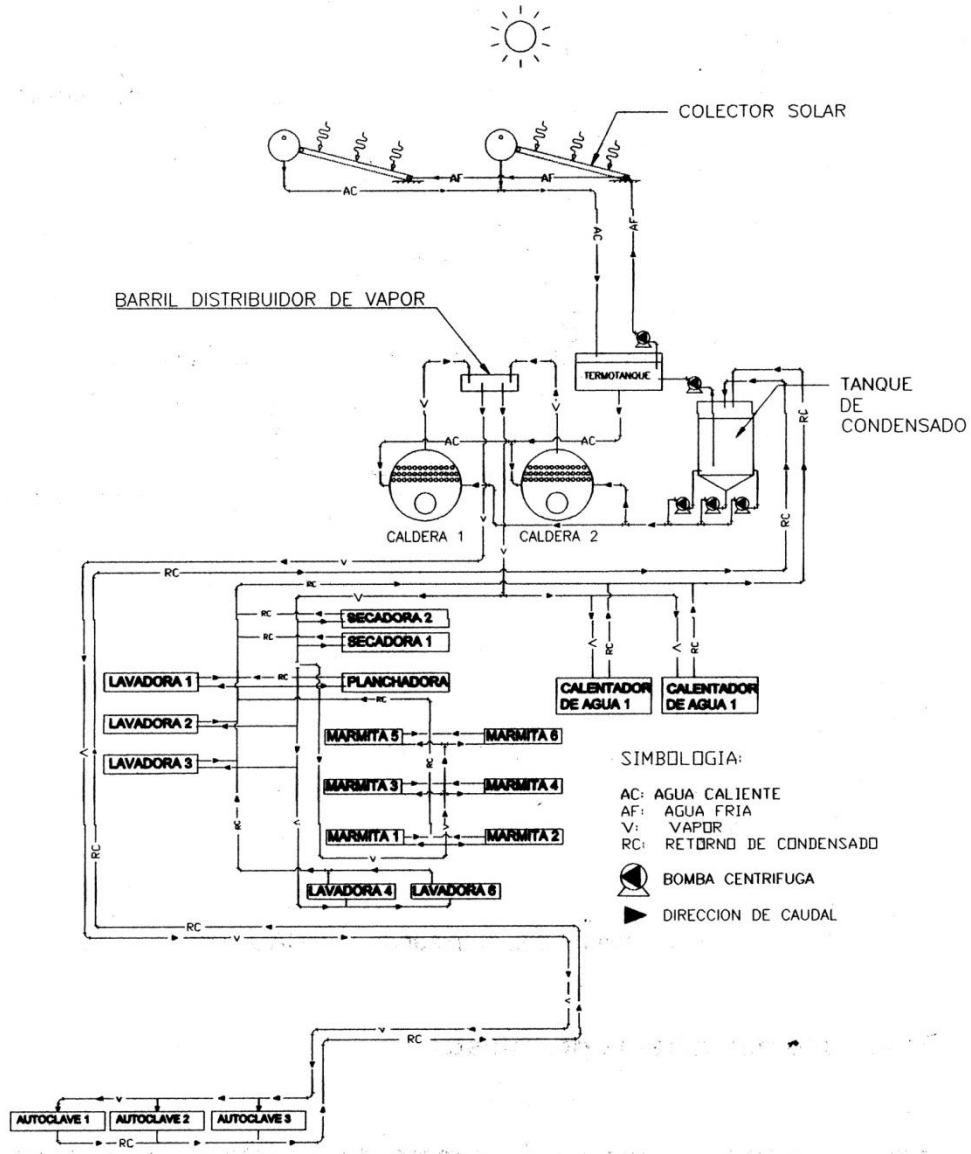 COLECTOR SOLAR
AF
AF
AC
AC
AF
BARRIL DISTRIBUIDOR DE VAPOR
TERMOTANQUE
TANQUE
DE
CONDENSADO
V
V
RC
AC
AC
V
CALDERA 1
CALDERA 2
RC
V
V
RC
RC
V
RC
SECADORA 2
RC
SECADORA 1
V
RC
V
RC
LAVADORA 1
RC
PLANCHADORA
CALENTADOR
DE AGUA 1
CALENTADOR
DE AGUA 1
RC
LAVADORA 2
MARMITA 5
MARMITA 6
V
RC
LAVADORA 3
MARMITA 3
MARMITA 4
SIMBOLOGIA:
AC: AGUA CALIENTE
AF: AGUA FRIA
V: VAPOR
RC: RETORNO DE CONDENSADO
BOMBA CENTRIFUGA
DIRECCION DE CAUDAL
V
RC
V
MARMITA 1
MARMITA 2
RC
V
LAVADORA 4
LAVADORA 6
RC
V
V
V
RC
V
AUTOCLAVE 1
AUTOCLAVE 2
AUTOCLAVE 3
RC